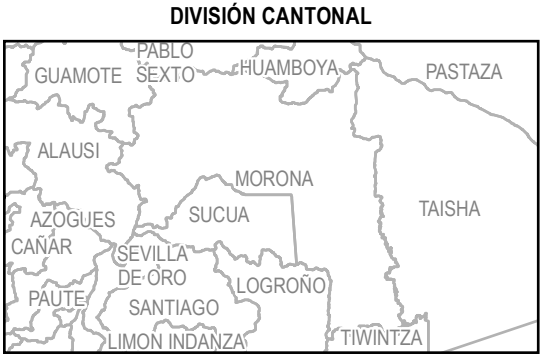 DIVISIÓN CANTONAL
PABLO
SEXTO
GUAMOTE
HUAMBOYA
PASTAZA
ALAUSI
MORONA
TAISHA
AZOGUES
SUCUA
CAÑAR
SEVILLA
DE ORO
LOGROÑO
PAUTE
SANTIAGO
LIMON INDANZA
TIWINTZA